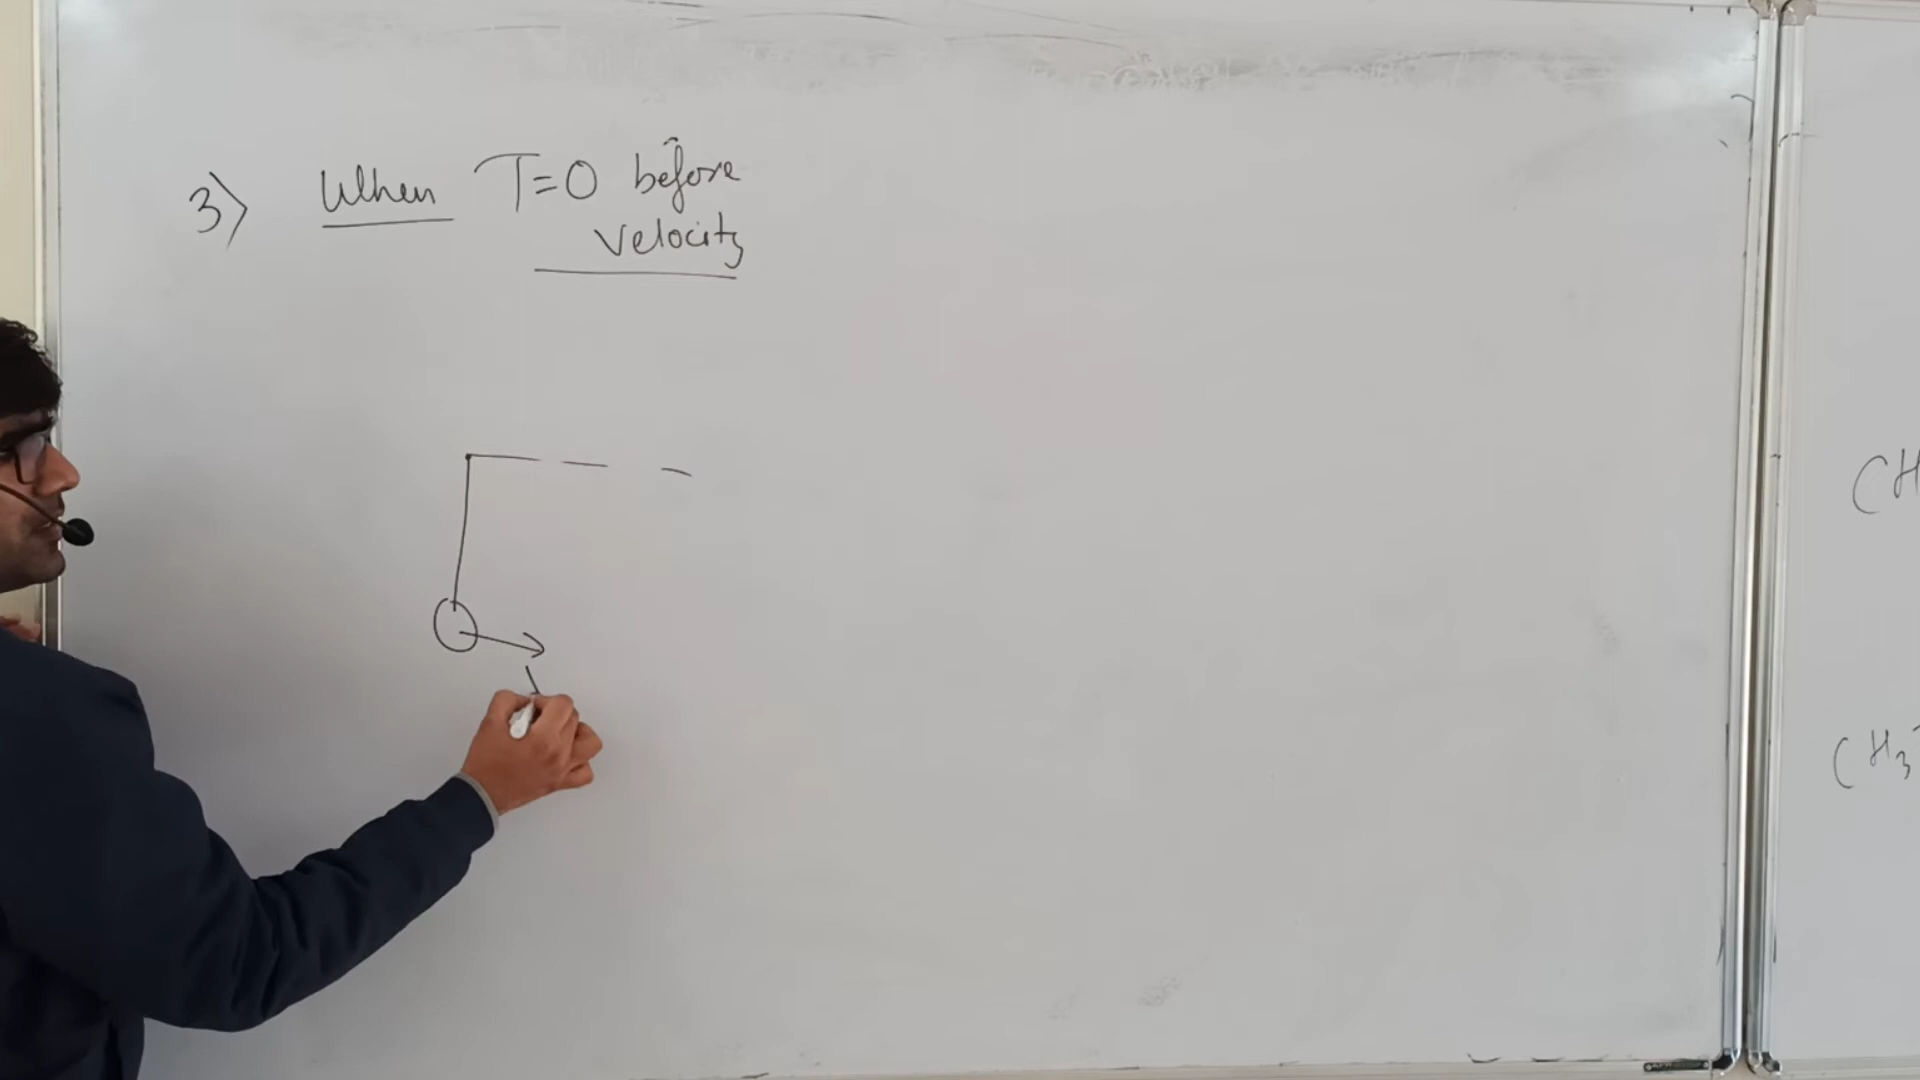 3) When T=0 before
velocity
CH
CH3